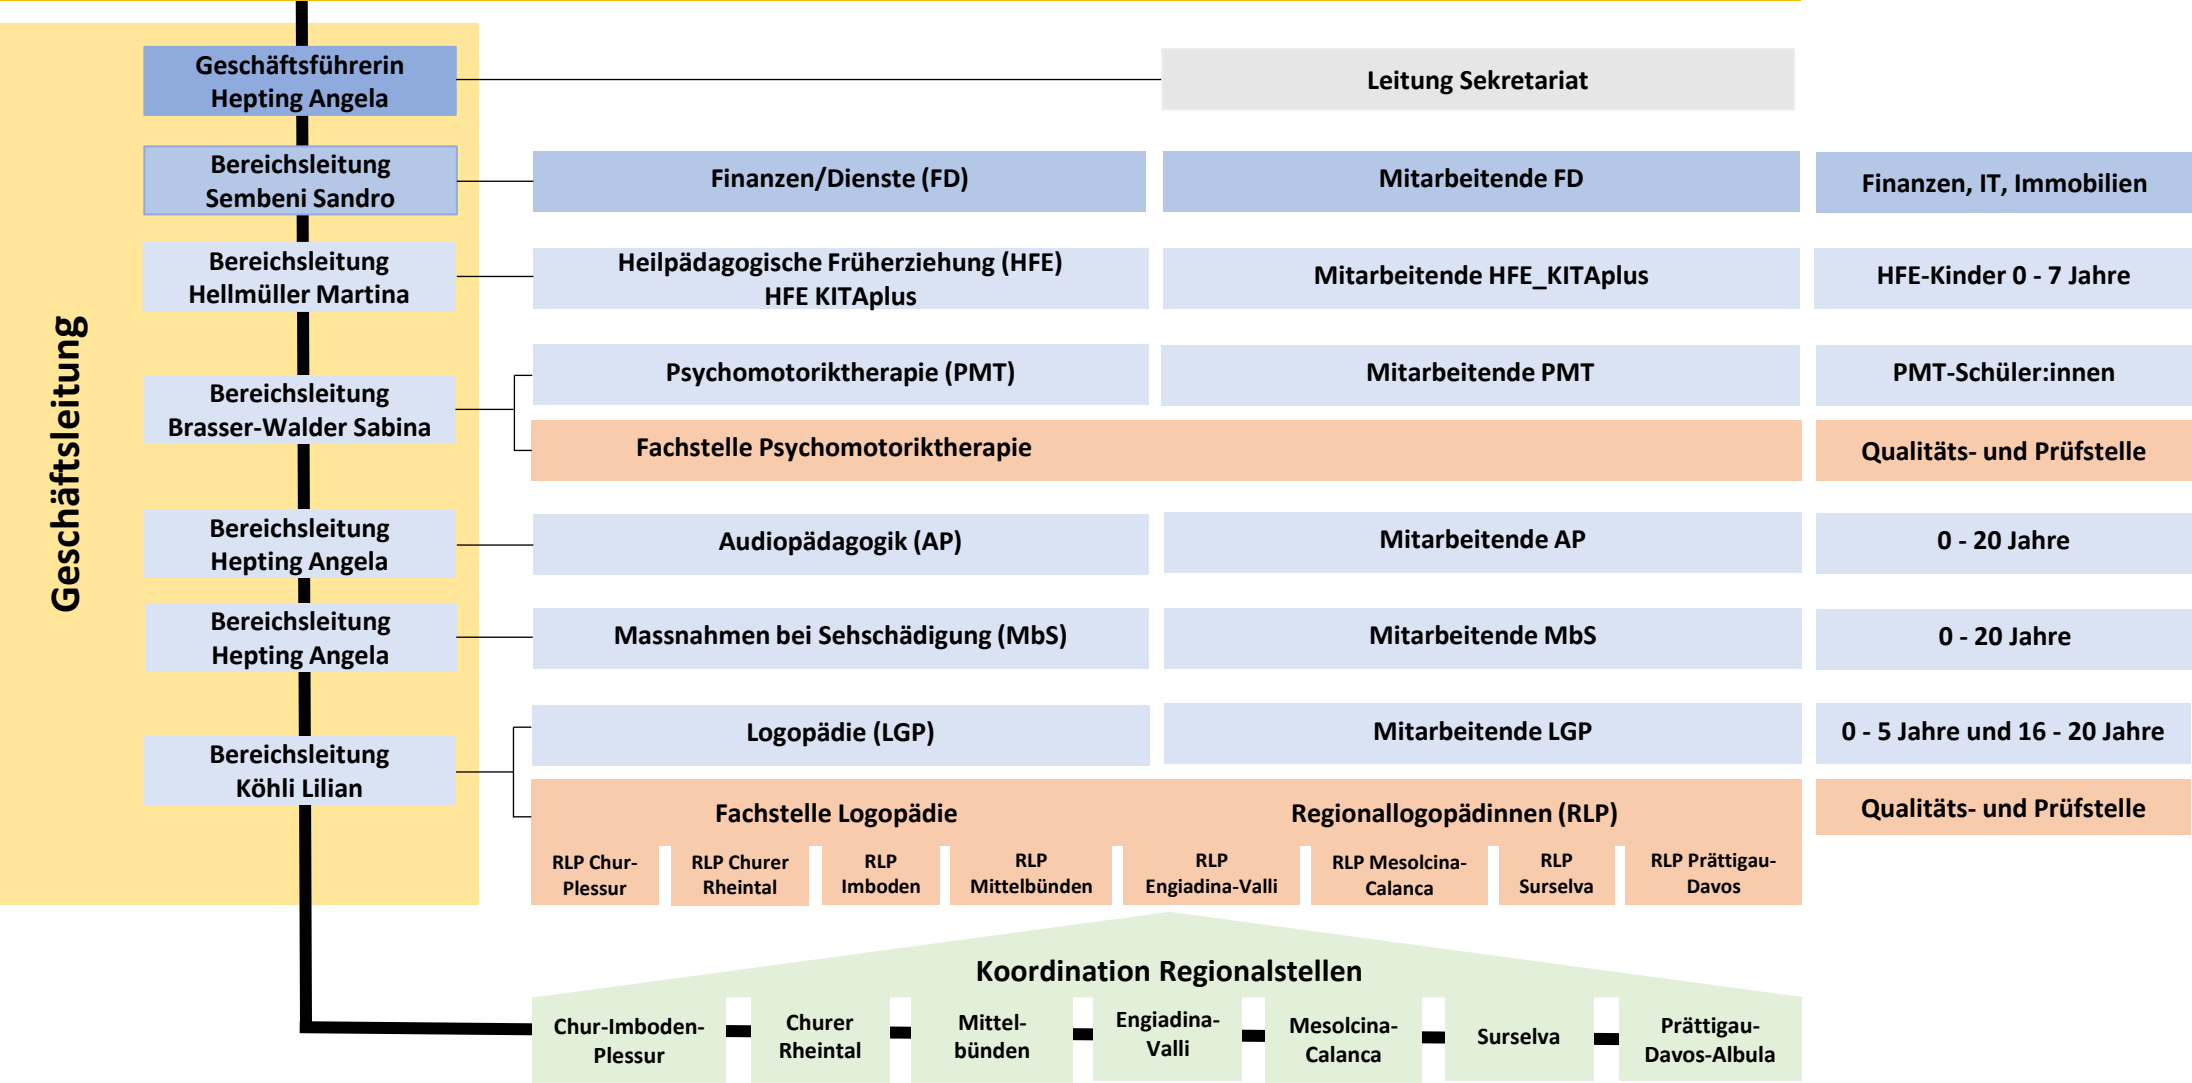 Geschäftsleitung
Geschäftsführerin
Hepting Angela
Leitung Sekretariat
Bereichsleitung
Sembeni Sandro
Finanzen/Dienste (FD)
Mitarbeitende FD
Finanzen, IT, Immobilien
Bereichsleitung
Hellmüller Martina
Heilpädagogische Früherziehung (HFE)
HFE KITAplus
Mitarbeitende HFE_KITAplus
HFE-Kinder 0 - 7 Jahre
Bereichsleitung
Brasser-Walder Sabina
Psychomotoriktherapie (PMT)
Mitarbeitende PMT
PMT-Schüler:innen
Fachstelle Psychomotoriktherapie
Qualitäts- und Prüfstelle
Bereichsleitung
Hepting Angela
Audiopädagogik (AP)
Mitarbeitende AP
0 - 20 Jahre
Bereichsleitung
Hepting Angela
Massnahmen bei Sehschädigung (MbS)
Mitarbeitende MbS
0 - 20 Jahre
Bereichsleitung
Köhli Lilian
Logopädie (LGP)
Mitarbeitende LGP
0 - 5 Jahre und 16 - 20 Jahre
Fachstelle Logopädie
Regionallogopädinnen (RLP)
Qualitäts- und Prüfstelle
RLP Chur-
Plessur
RLP Churer
Rheintal
RLP
Imboden
RLP
Mittelbünden
RLP
Engiadina-Valli
RLP Mesolcina-
Calanca
RLP
Surselva
RLP Prättigau-
Davos
Koordination Regionalstellen
Chur-Imboden-
Plessur
Churer
Rheintal
Mittel-
bünden
Engiadina-
Valli
Mesolcina-
Calanca
Surselva
Prättigau-
Davos-Albula